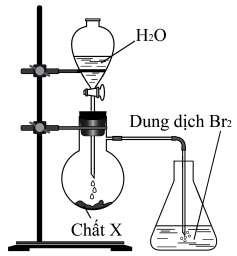 H2O
Dung dịch Br2
Chất X